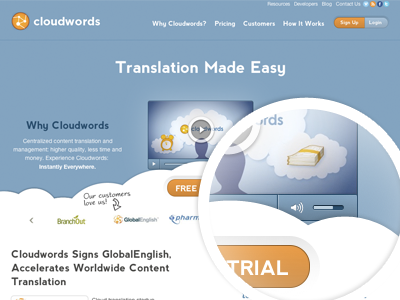 Resources Developers Blog Contact Us
cloudwords
Why Cloudwords? Pricing Customers How It Works
Sign Up Login
Translation Made Easy
Why Cloudwords
Centralized content translation and
management: higher quality, less time and
money. Experience Cloudwords:
Instantly Everywhere.
cloudwords
words
FREE
TRIAL
Our customers
love us!
BranchOut
GlobalEnglish
pharm
Cloudwords Signs GlobalEnglish,
Accelerates Worldwide Content
Translation
Cloud translation startup